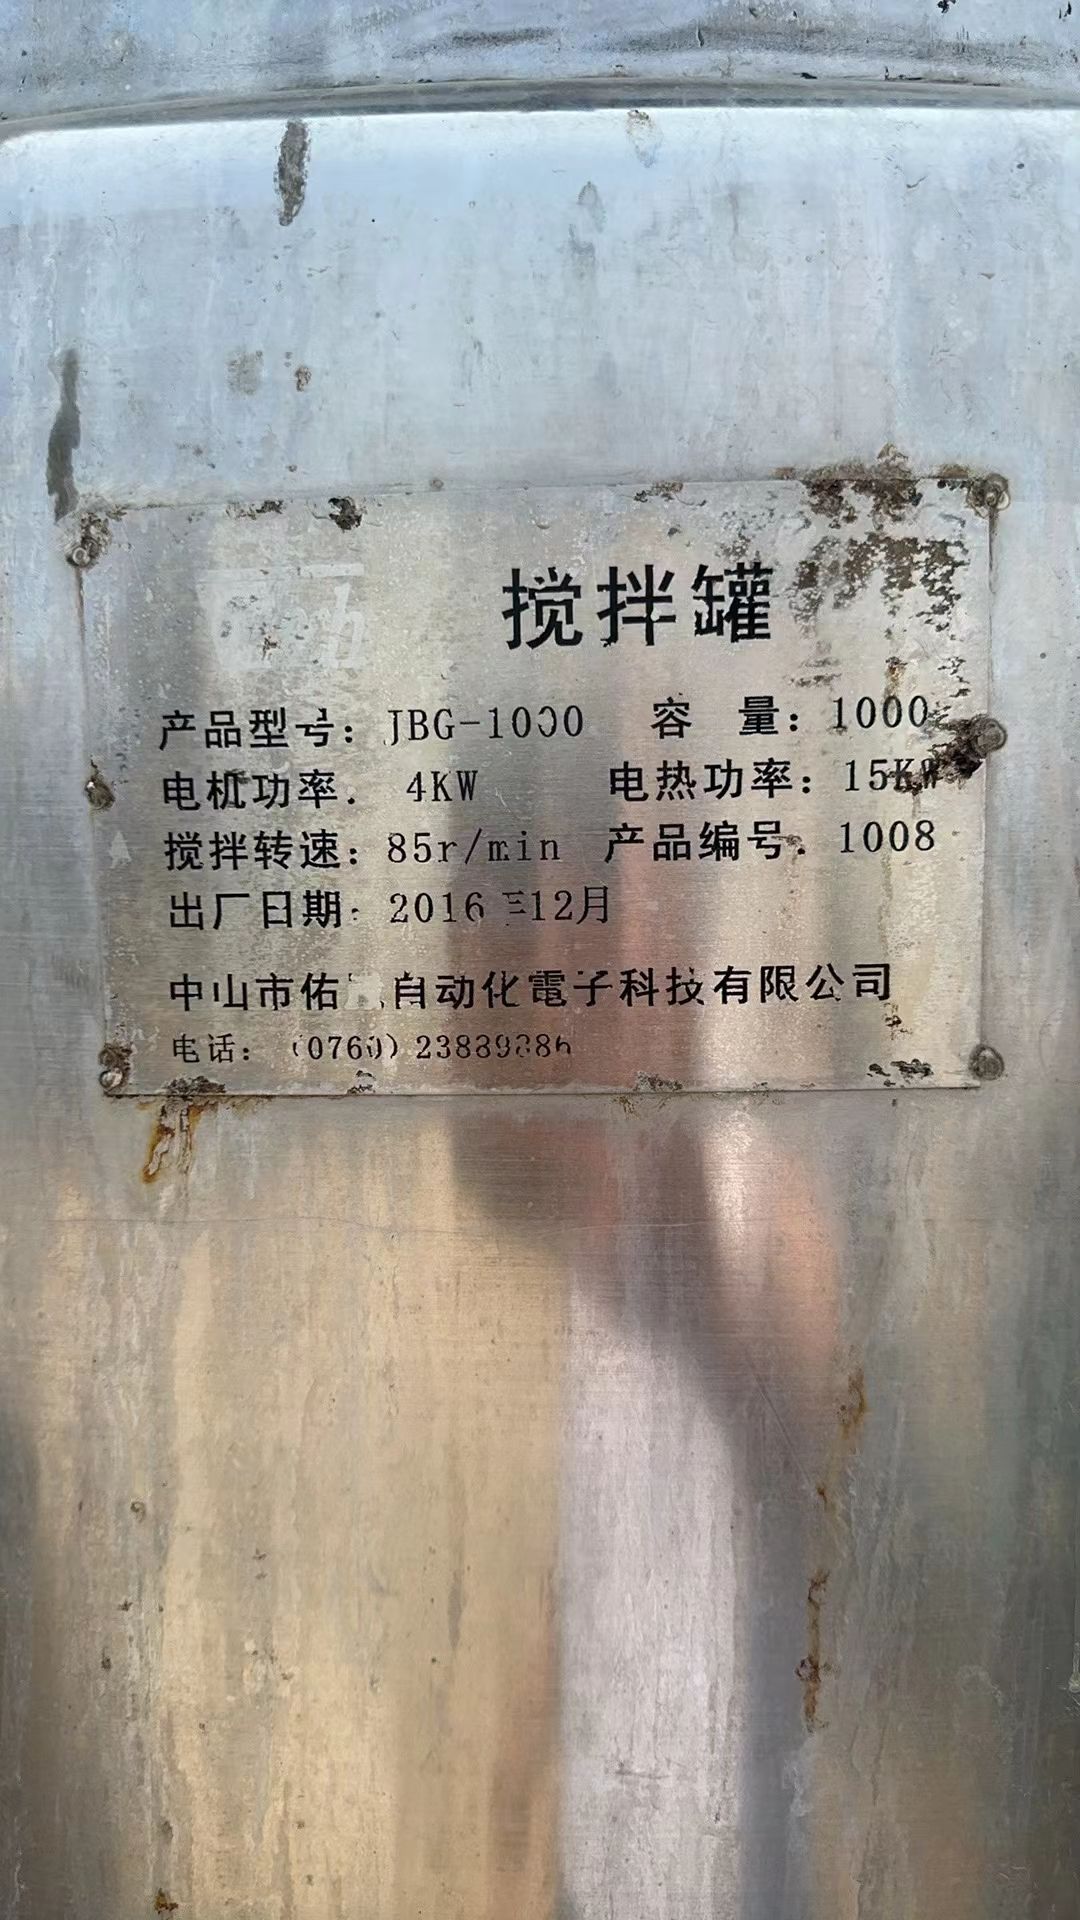 搅拌罐
产品型号：JBG-1000 容 量：1000
电机功率： 4KW 电热功率：15KW
搅拌转速：85r/min 产品编号：1008
出厂日期：2016年12月
中山市佑 自动化電子科技有限公司
电话：（0760）